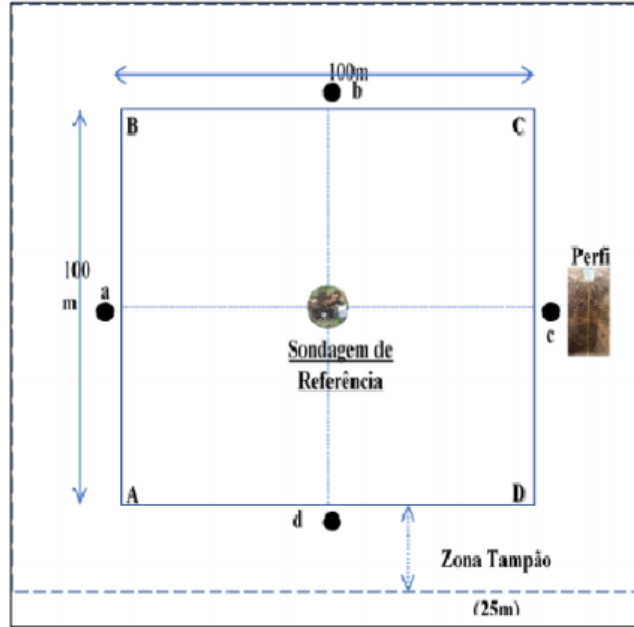 100m
b
B
C
Perfi
100
m
a
c
Sondagem de
Referência
A
D
d
Zona Tampão
(25m)